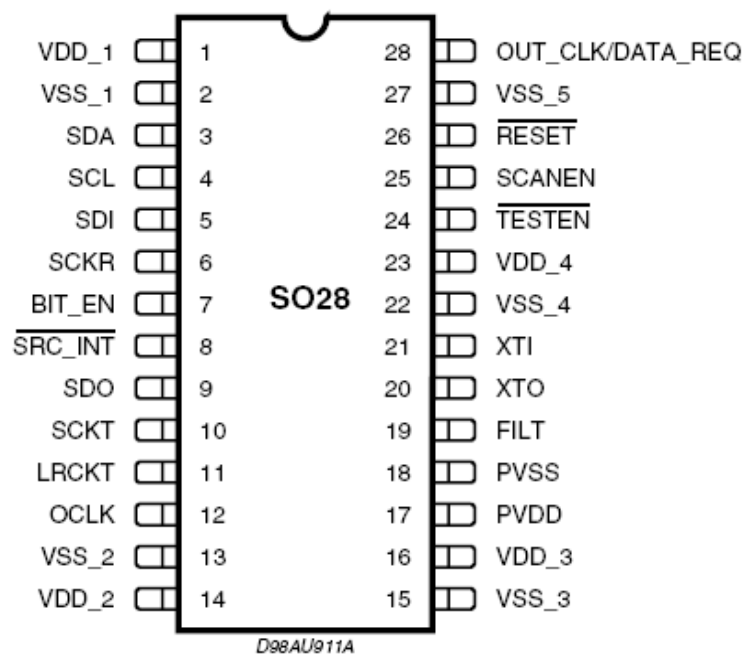 VDD_1 1 28 OUT_CLK/DATA_REQ
VSS_1 2 27 VSS_5
SDA 3 26 RESET
SCL 4 25 SCANEN
SDI 5 24 TESTEN
SCKR 6 23 VDD_4
BIT_EN 7 SO28 22 VSS_4
SRC_INT 8 21 XTI
SDO 9 20 XTO
SCKT 10 19 FILT
LRCKT 11 18 PVSS
OCLK 12 17 PVDD
VSS_2 13 16 VDD_3
VDD_2 14 15 VSS_3
D98AU911A